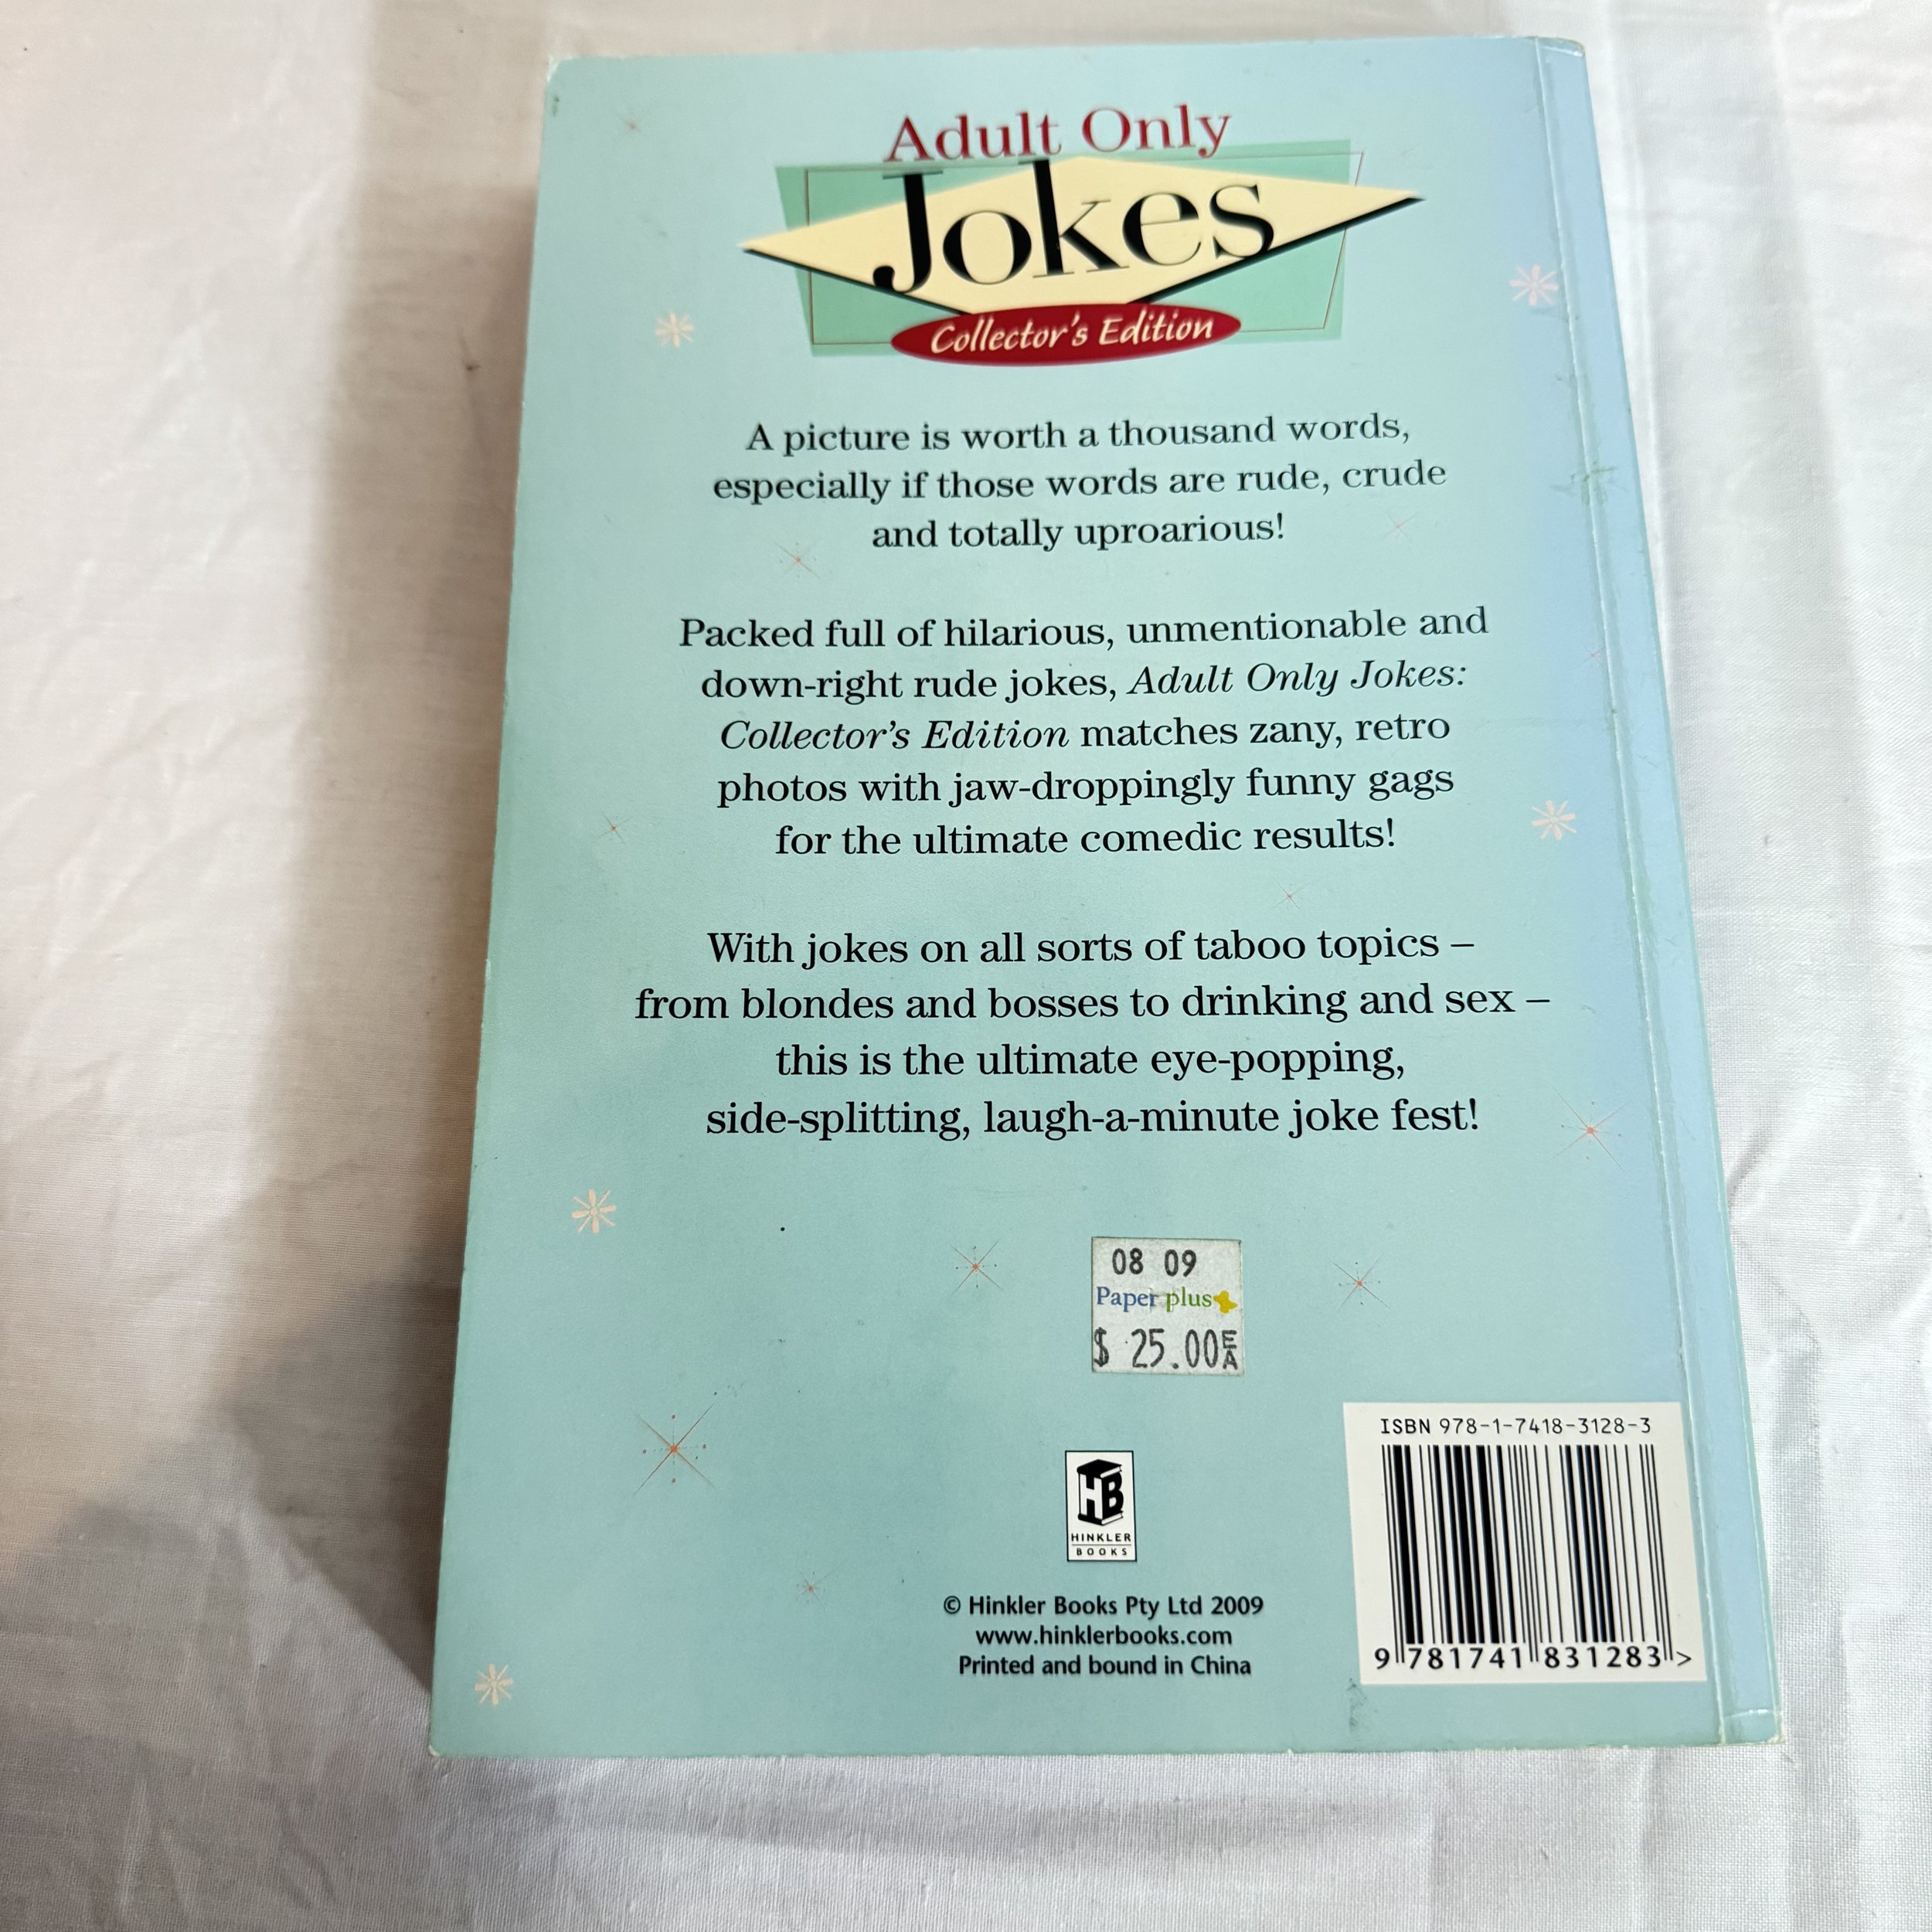 Adult Only
Jokes
Collector's Edition
A picture is worth a thousand words,
especially if those words are rude, crude
and totally uproarious!
Packed full of hilarious, unmentionable and
down-right rude jokes, Adult Only Jokes:
Collector's Edition matches zany, retro
photos with jaw-droppingly funny gags
for the ultimate comedic results!
With jokes on all sorts of taboo topics –
from blondes and bosses to drinking and sex –
this is the ultimate eye-popping,
side-splitting, laugh-a-minute joke fest!
08 09
Paper plus
$ 25.00 EA
HB
HINKLER
BOOKS
© Hinkler Books Pty Ltd 2009
www.hinklerbooks.com
Printed and bound in China
ISBN 978-1-7418-3128-3
9 781741 831283 >